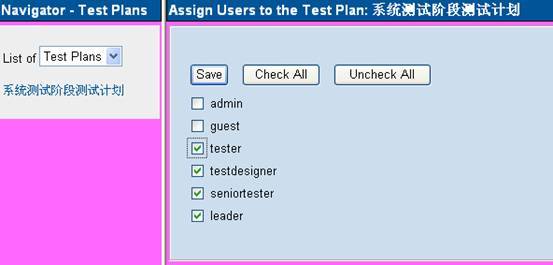 Navigator - Test Plans
List of Test Plans
系统测试阶段测试计划
Assign Users to the Test Plan: 系统测试阶段测试计划
Save Check All Uncheck All
admin
guest
tester
testdesigner
seniortester
leader